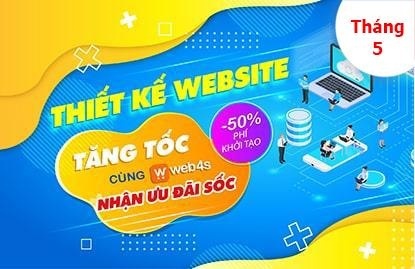 Tháng
5
THIẾT KẾ WEBSITE
TĂNG TỐC
CÙNG W web4s
NHẬN ƯU ĐÃI SỐC
-50%
PHÍ
KHỞI TẠO